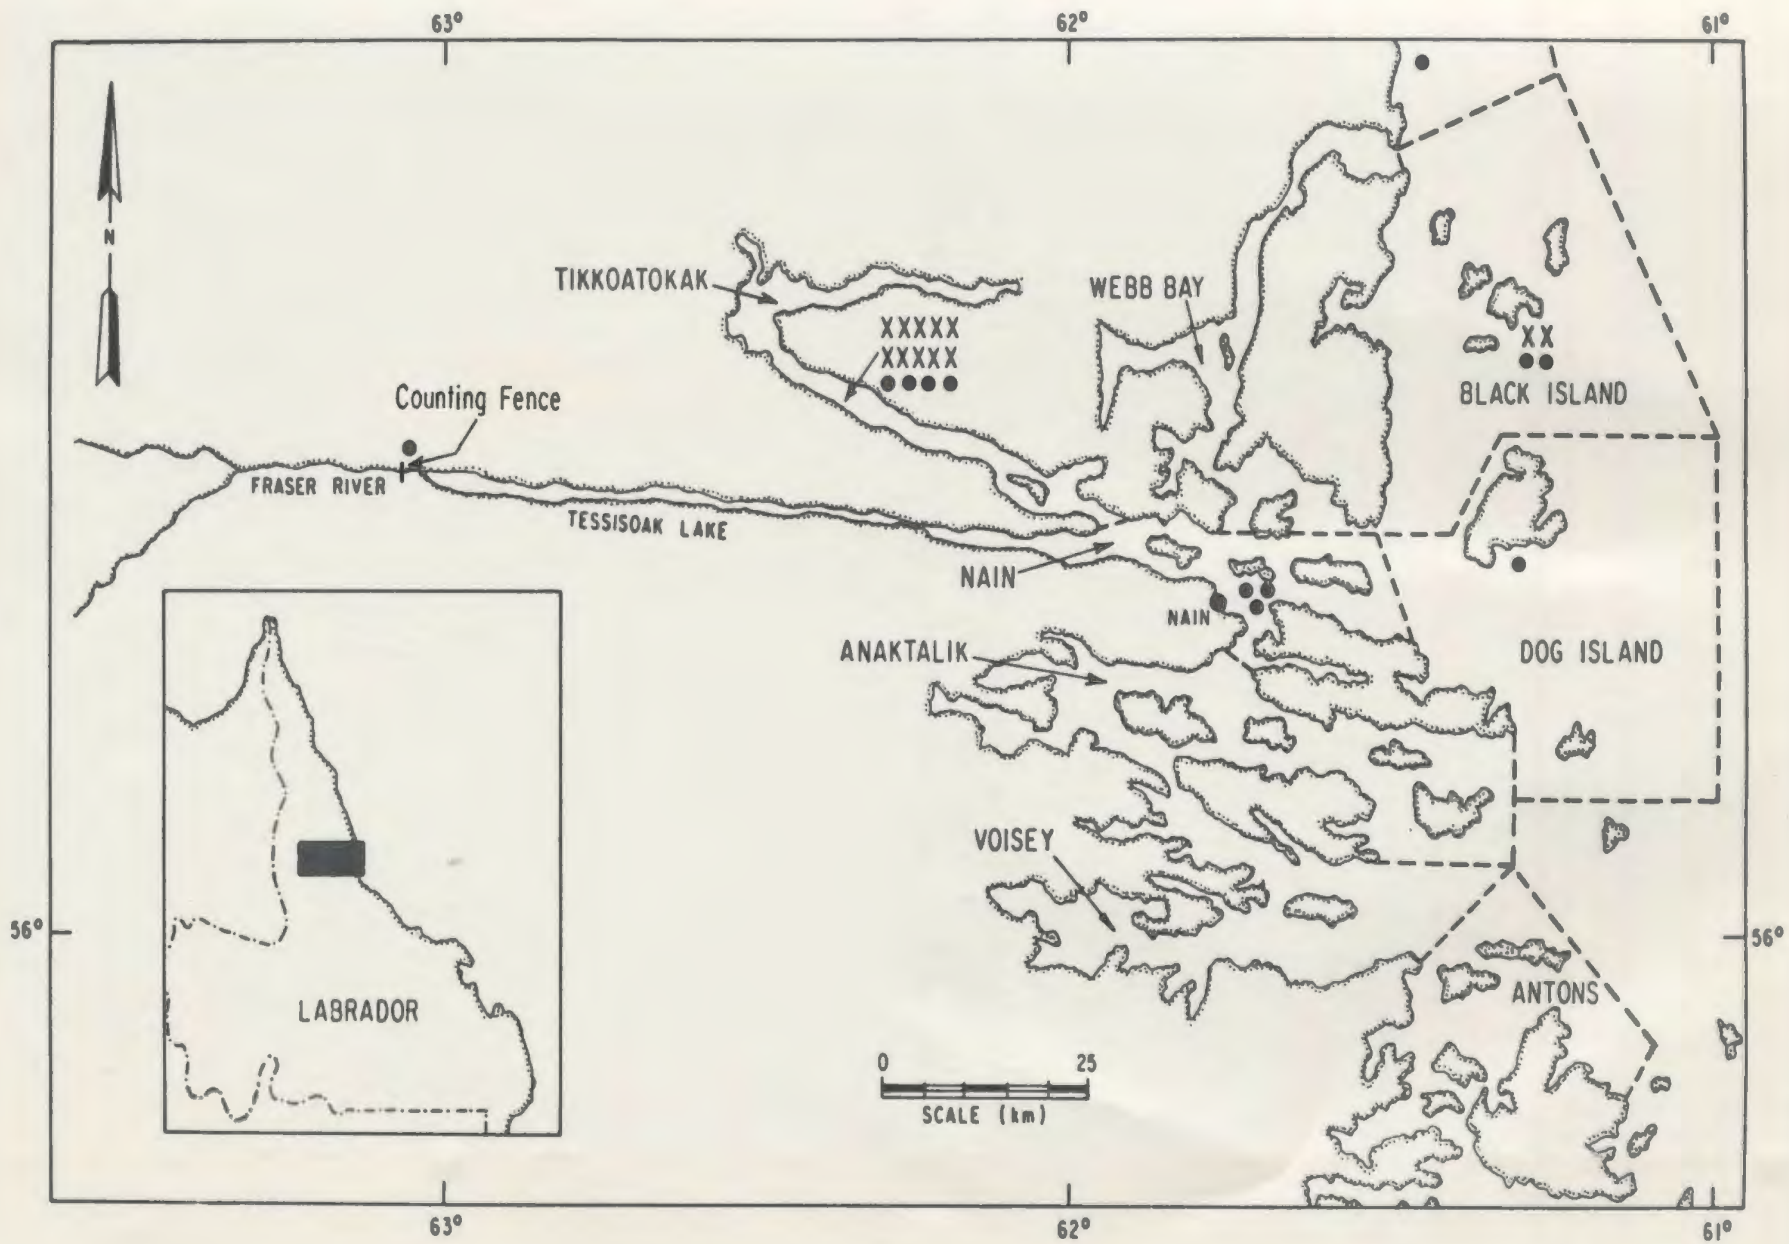 63° 62° 61°
N
TIKKOATOKAK
WEBB BAY
XXXXX
XXXXX
XX
BLACK ISLAND
Counting Fence
FRASER RIVER
TESSISOAK LAKE
NAIN
NAIN
ANAKTALIK
DOG ISLAND
VOISEY
56° 56°
ANTONS
LABRADOR
0 25
SCALE (km)
63° 62° 61°